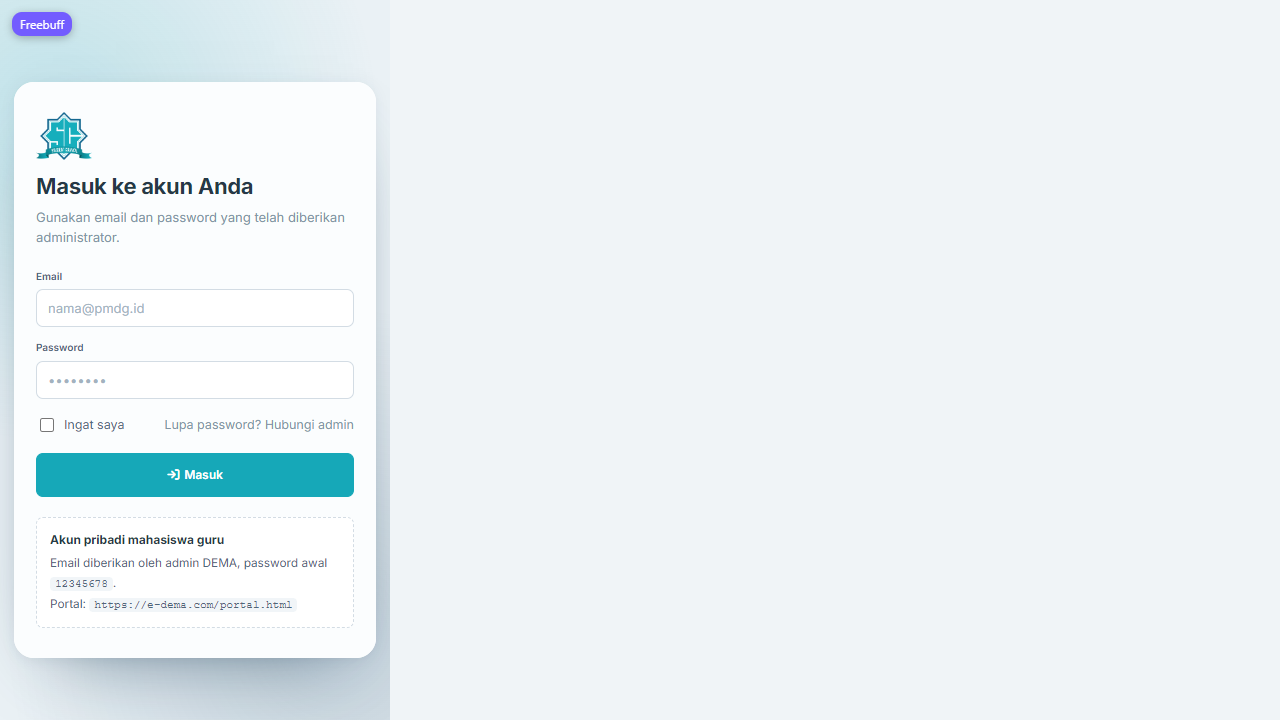 Freebuff
Masuk ke akun Anda
Gunakan email dan password yang telah diberikan
administrator.
Email
nama@pmdg.id
Password
••••••••
Ingat saya
Lupa password? Hubungi admin
Masuk
Akun pribadi mahasiswa guru
Email diberikan oleh admin DEMA, password awal
12345678 .
Portal: https://e-dema.com/portal.html